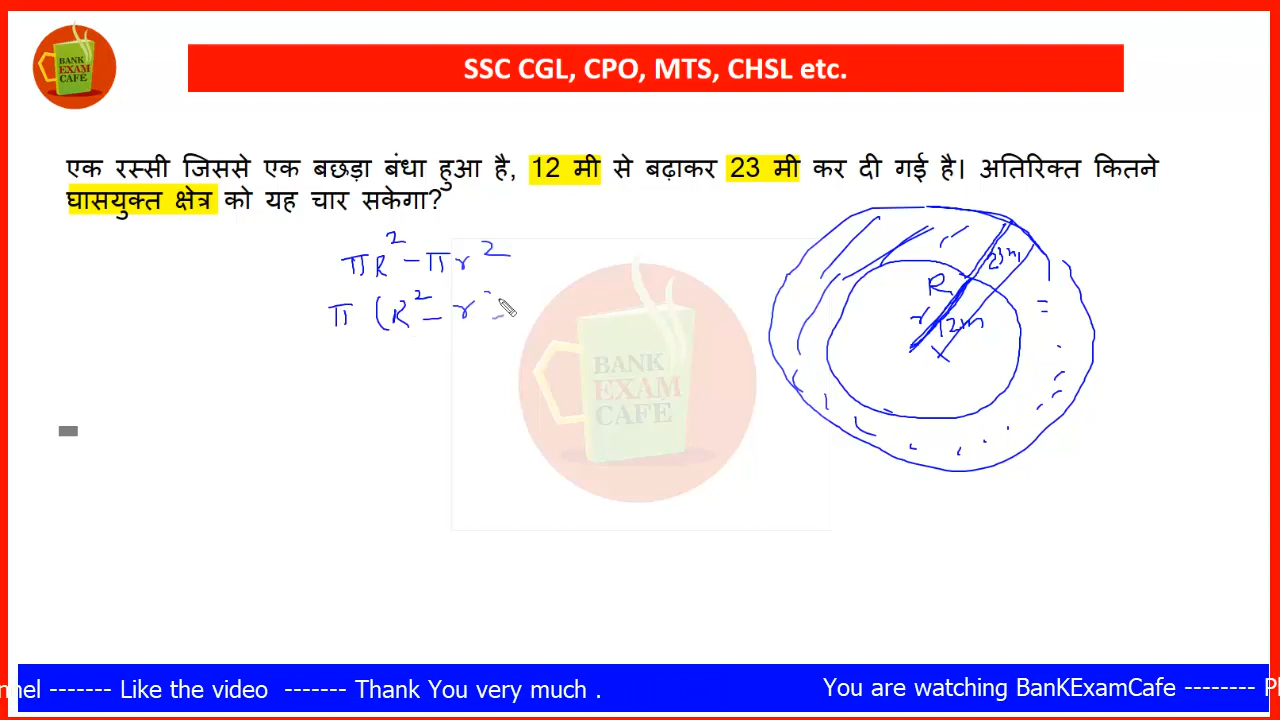 BANK
EXAM
CAFE
SSC CGL, CPO, MTS, CHSL etc.
एक रस्सी जिससे एक बछड़ा बंधा हुआ है, 12 मी से बढ़ाकर 23 मी कर दी गई है। अतिरिक्त कितने
घासयुक्त क्षेत्र को यह चार सकेगा?
πR² - πr²
π (R² - r²
23m
R
r
12m
BANK
EXAM
CAFE
nnel ------- Like the video ------- Thank You very much . You are watching BanKExamCafe -------- Pl